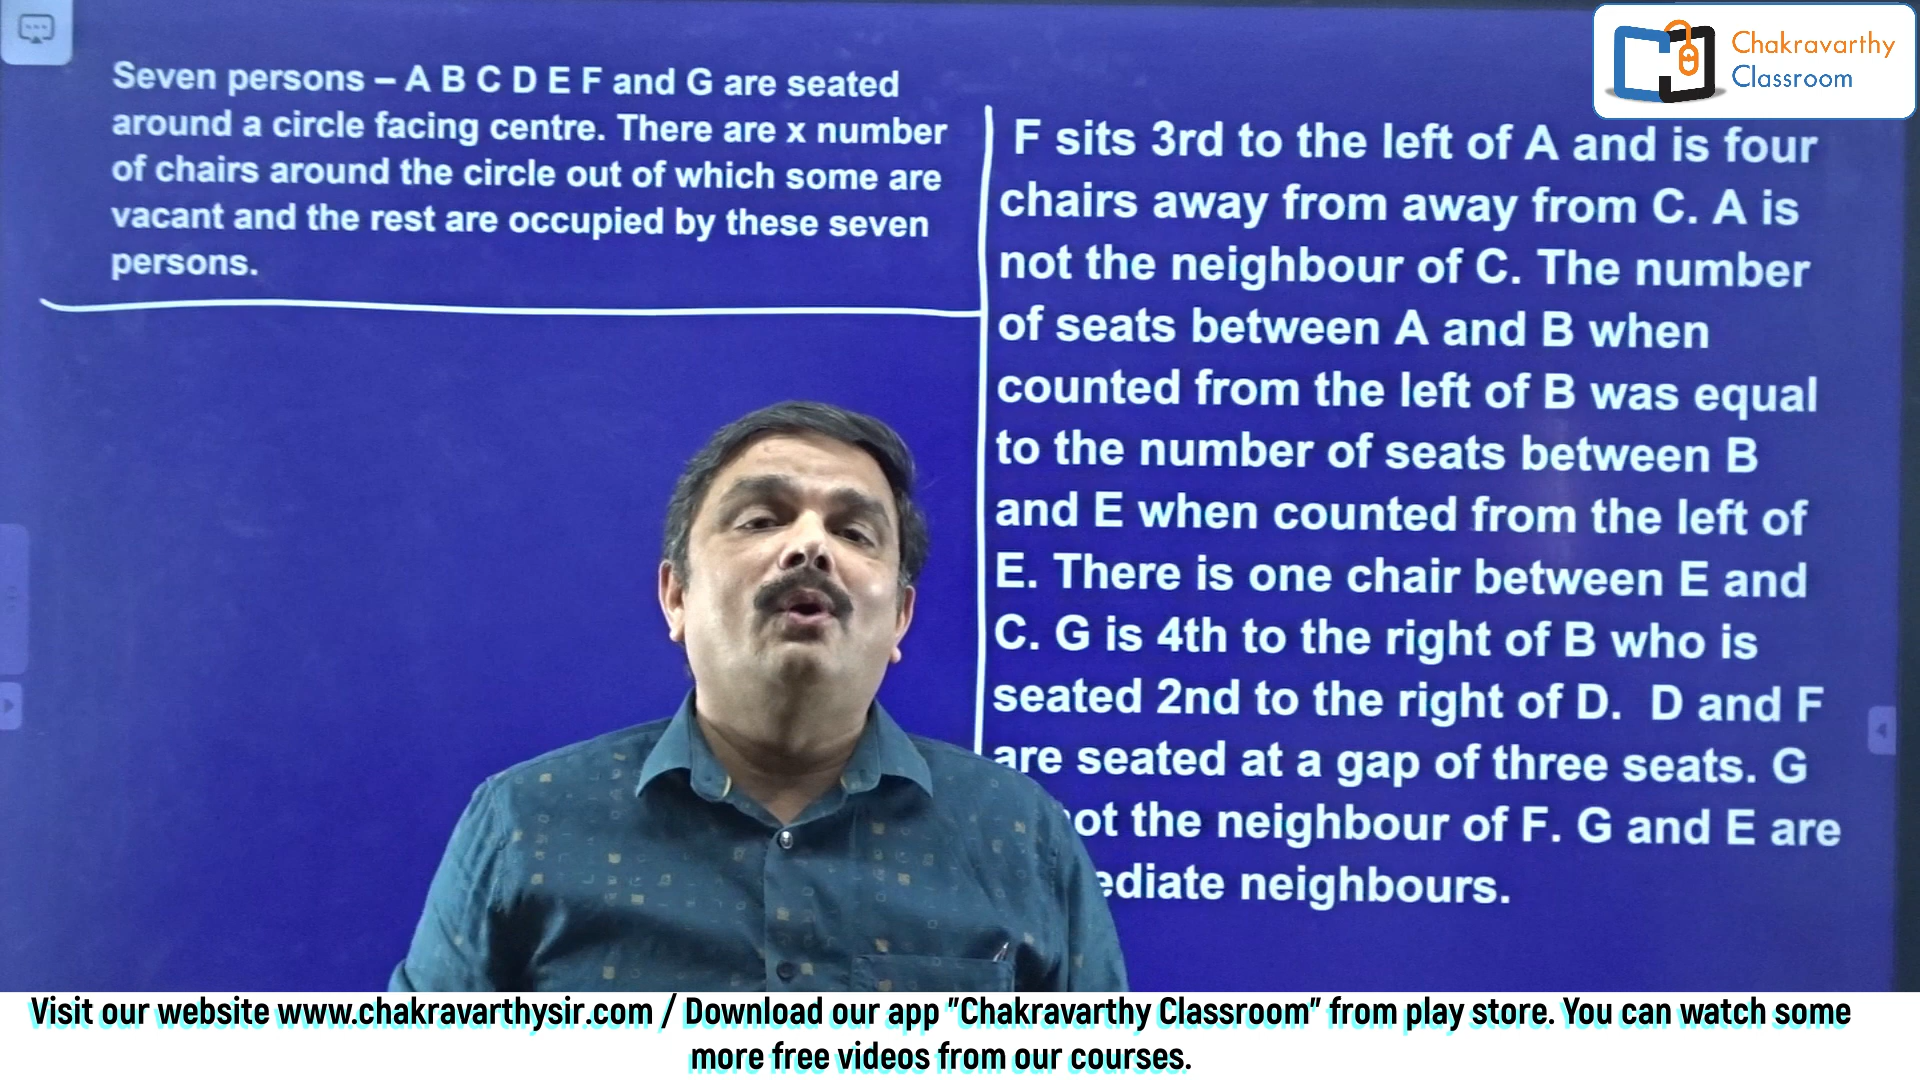 Chakravarthy
Classroom
Seven persons – A B C D E F and G are seated
around a circle facing centre. There are x number
of chairs around the circle out of which some are
vacant and the rest are occupied by these seven
persons.
F sits 3rd to the left of A and is four
chairs away from away from C. A is
not the neighbour of C. The number
of seats between A and B when
counted from the left of B was equal
to the number of seats between B
and E when counted from the left of
E. There is one chair between E and
C. G is 4th to the right of B who is
seated 2nd to the right of D. D and F
are seated at a gap of three seats. G
the neighbour of F. G and E are
neighbours.
Visit our website www.chakravarthysir.com / Download our app "Chakravarthy Classroom" from play store. You can watch some
more free videos from our courses.